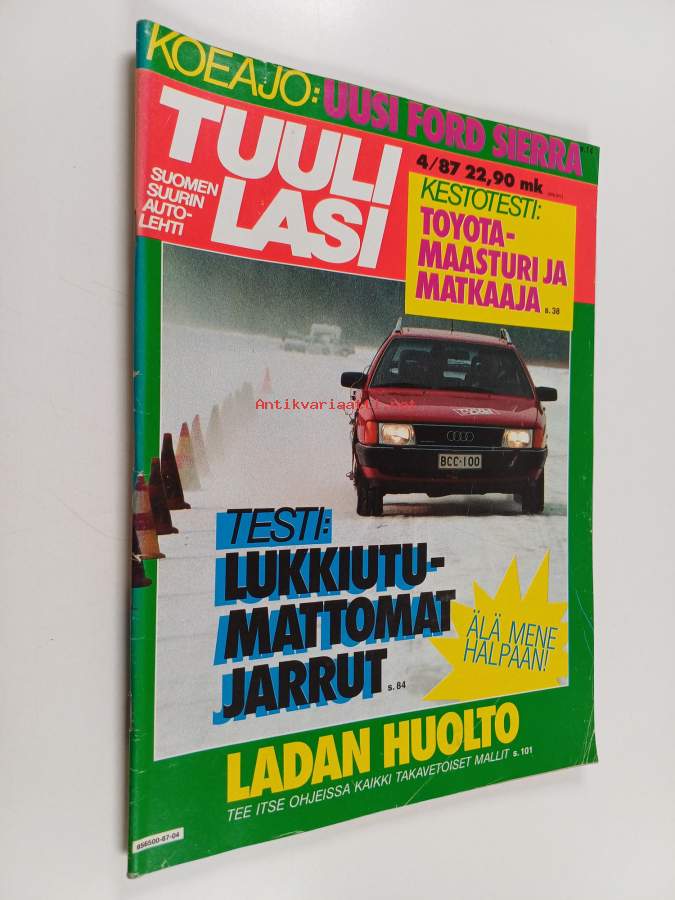 KOEAJO: UUSI FORD SIERRA
TUULI
LASI
SUOMEN
SUURIN
AUTO-
LEHTI
4/87 22,90 mk
KESTOTESTI:
TOYOTA-
MAASTURI JA
MATKAAJA s. 38
Antikvariaatti.net
BCC-100
TESTI:
LUKKIUTU-
MATTOMAT
JARRUT s. 84
ÄLÄ MENE
HALPAAN!
LADAN HUOLTO s. 101
TEE ITSE OHJEISSA KAIKKI TAKAVETOISET MALLIT
856500-87-04